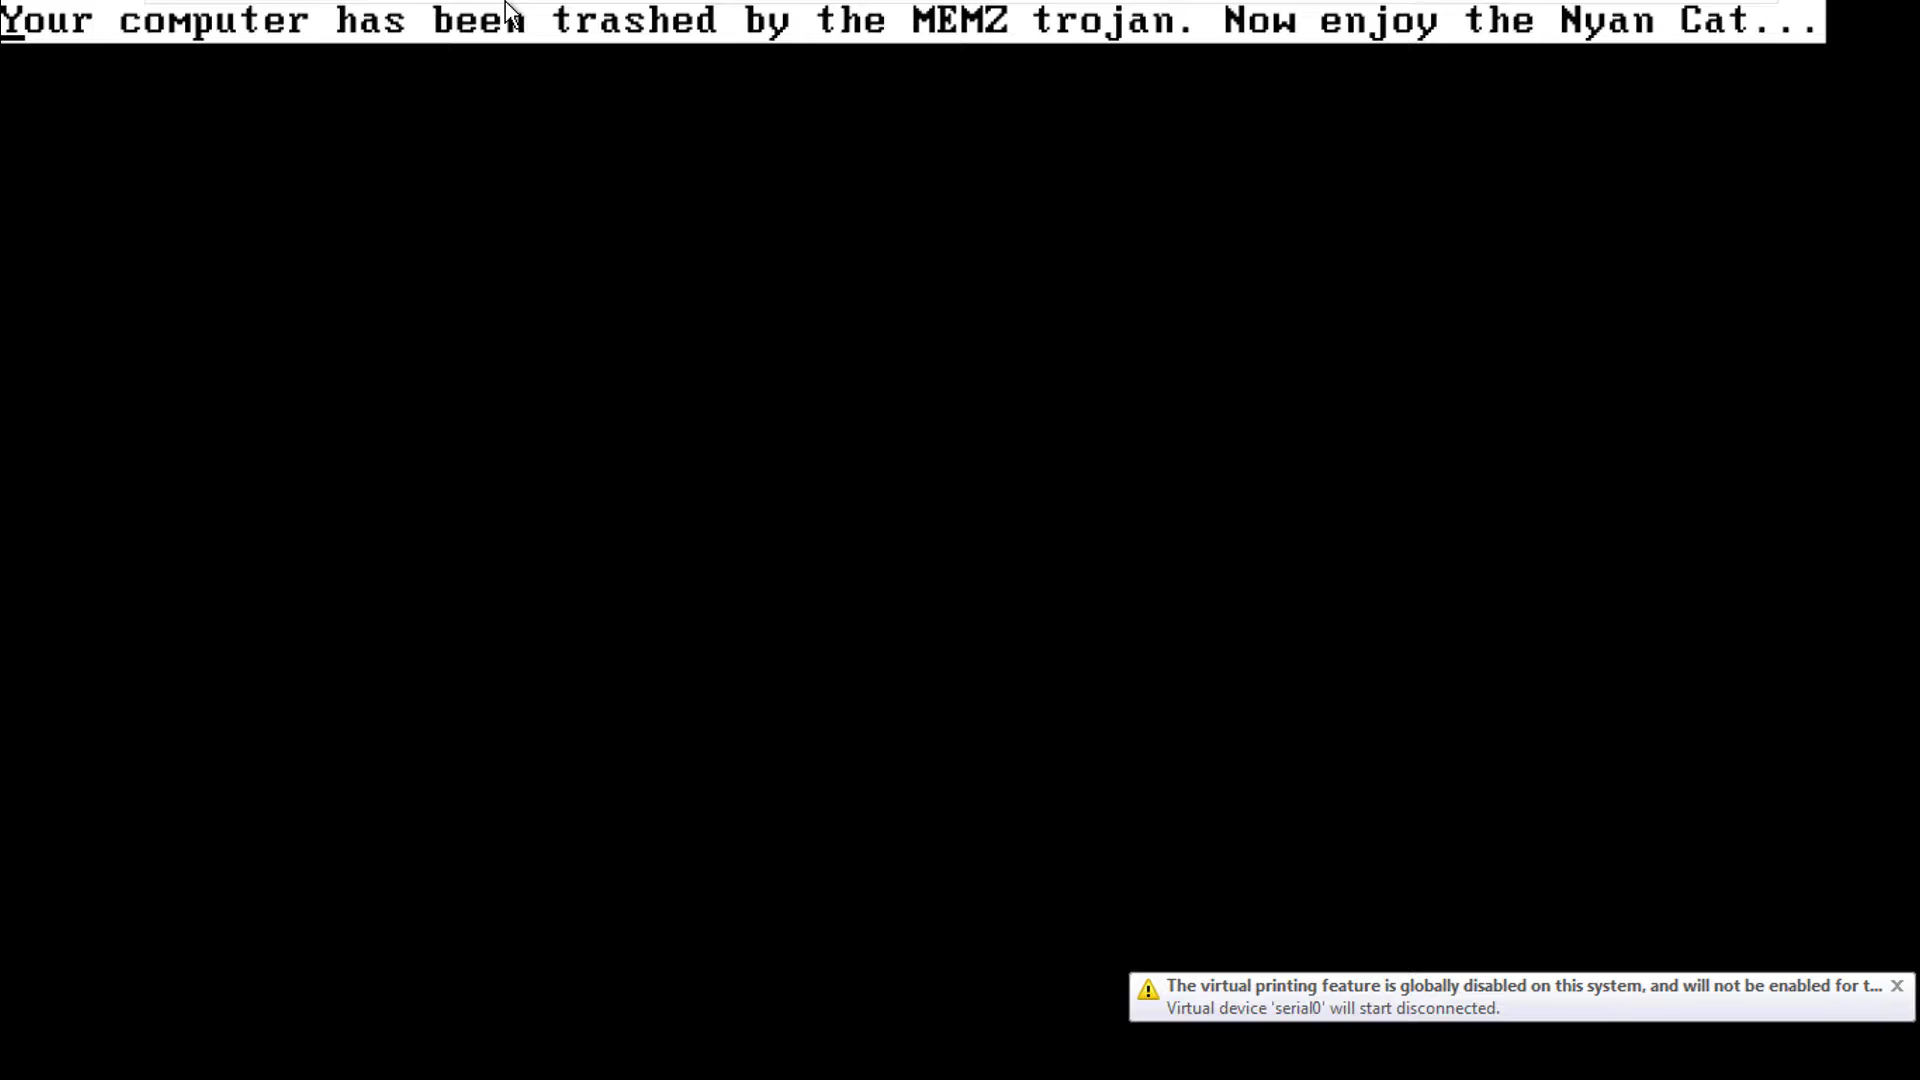 Your computer has been trashed by the MEMZ trojan. Now enjoy the Nyan Cat...
The virtual printing feature is globally disabled on this system, and will not be enabled for t...
Virtual device 'serial0' will start disconnected.